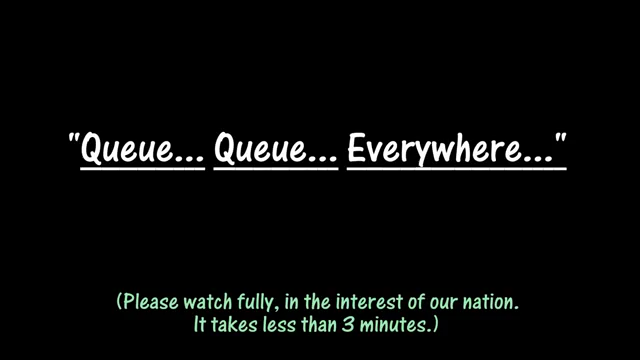 "Queue... Queue... Everywhere..."
(Please watch fully, in the interest of our nation.
It takes less than 3 minutes.)